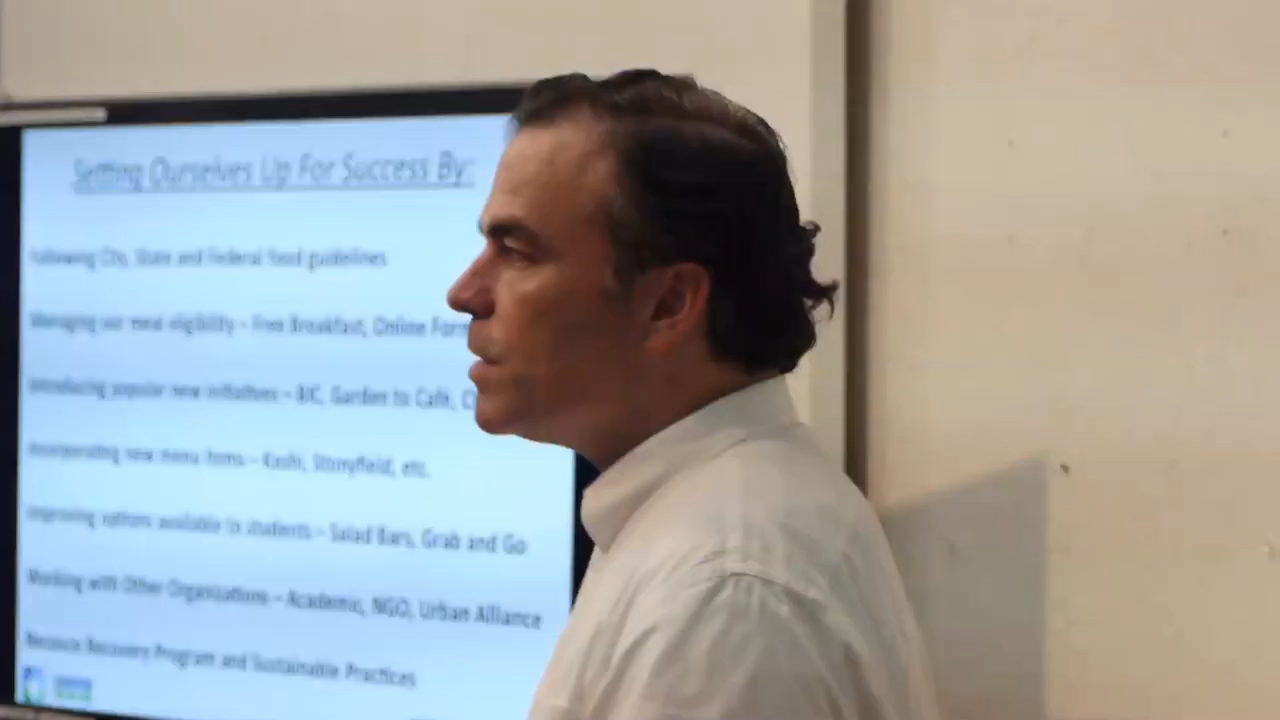 Setting Ourselves Up For Success By:
Following City, State and Federal food guidelines
Managing our meal eligibility – Free Breakfast, Online Form
Introducing popular new initiatives – BIC, Garden to Café, C
Incorporating new menu items – Kashi, Stonyfield, etc.
Improving options available to students – Salad Bars, Grab and Go
Working with Other Organizations – Academic, NGO, Urban Alliance
Resource Recovery Program and Sustainable Practices